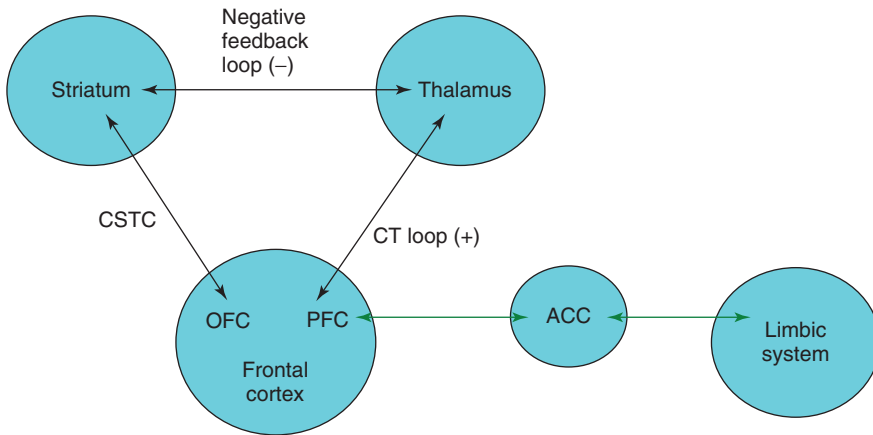 Negative
feedback
loop (–)
Striatum
Thalamus
CSTC
CT loop (+)
OFC
PFC
Frontal
cortex
ACC
Limbic
system